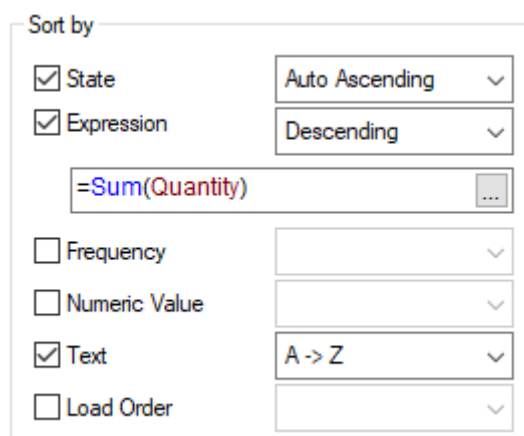 Sort by
State Auto Ascending
Expression Descending
=Sum(Quantity) ...
Frequency
Numeric Value
Text A -> Z
Load Order